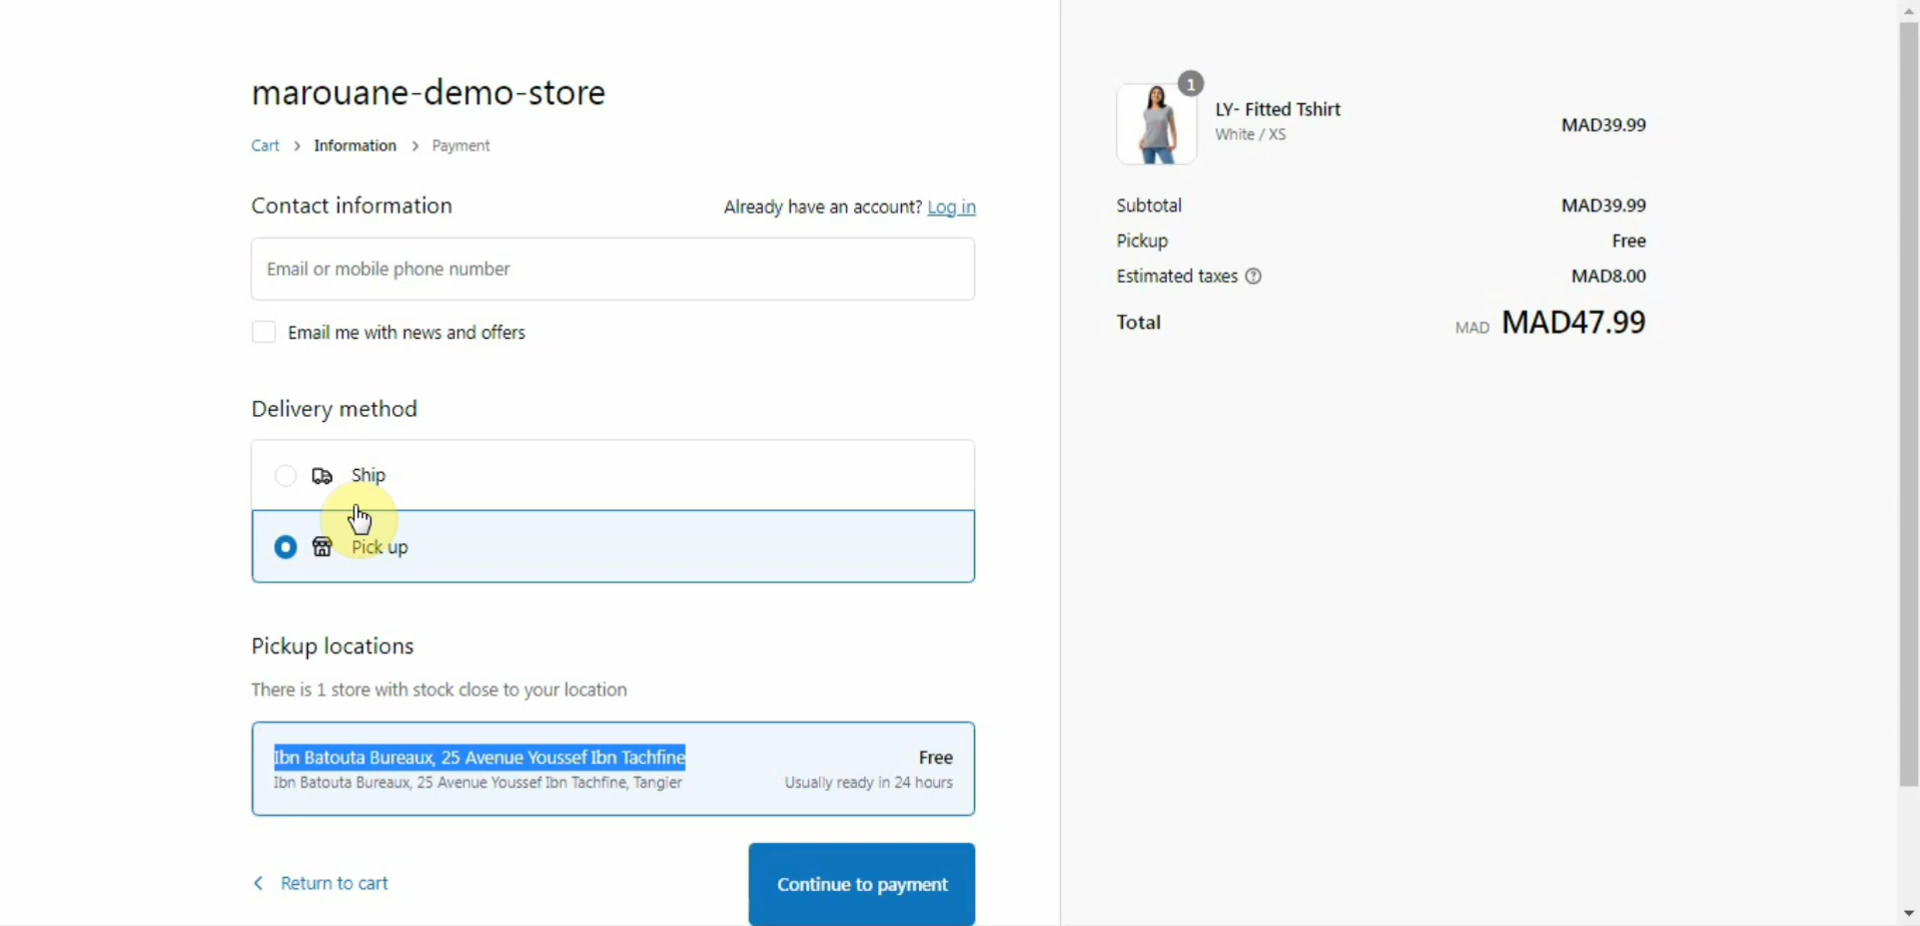 marouane-demo-store
Cart > Information > Payment
Contact information
Already have an account? Log in
Email or mobile phone number
Email me with news and offers
Delivery method
Ship
Pick up
Pickup locations
There is 1 store with stock close to your location
Ibn Batouta Bureaux, 25 Avenue Youssef Ibn Tachfine Free
Ibn Batouta Bureaux, 25 Avenue Youssef Ibn Tachfine, Tangier Usually ready in 24 hours
< Return to cart
Continue to payment
1
LY- Fitted Tshirt
White / XS
MAD39.99
Subtotal MAD39.99
Pickup Free
Estimated taxes ? MAD8.00
Total MAD MAD47.99